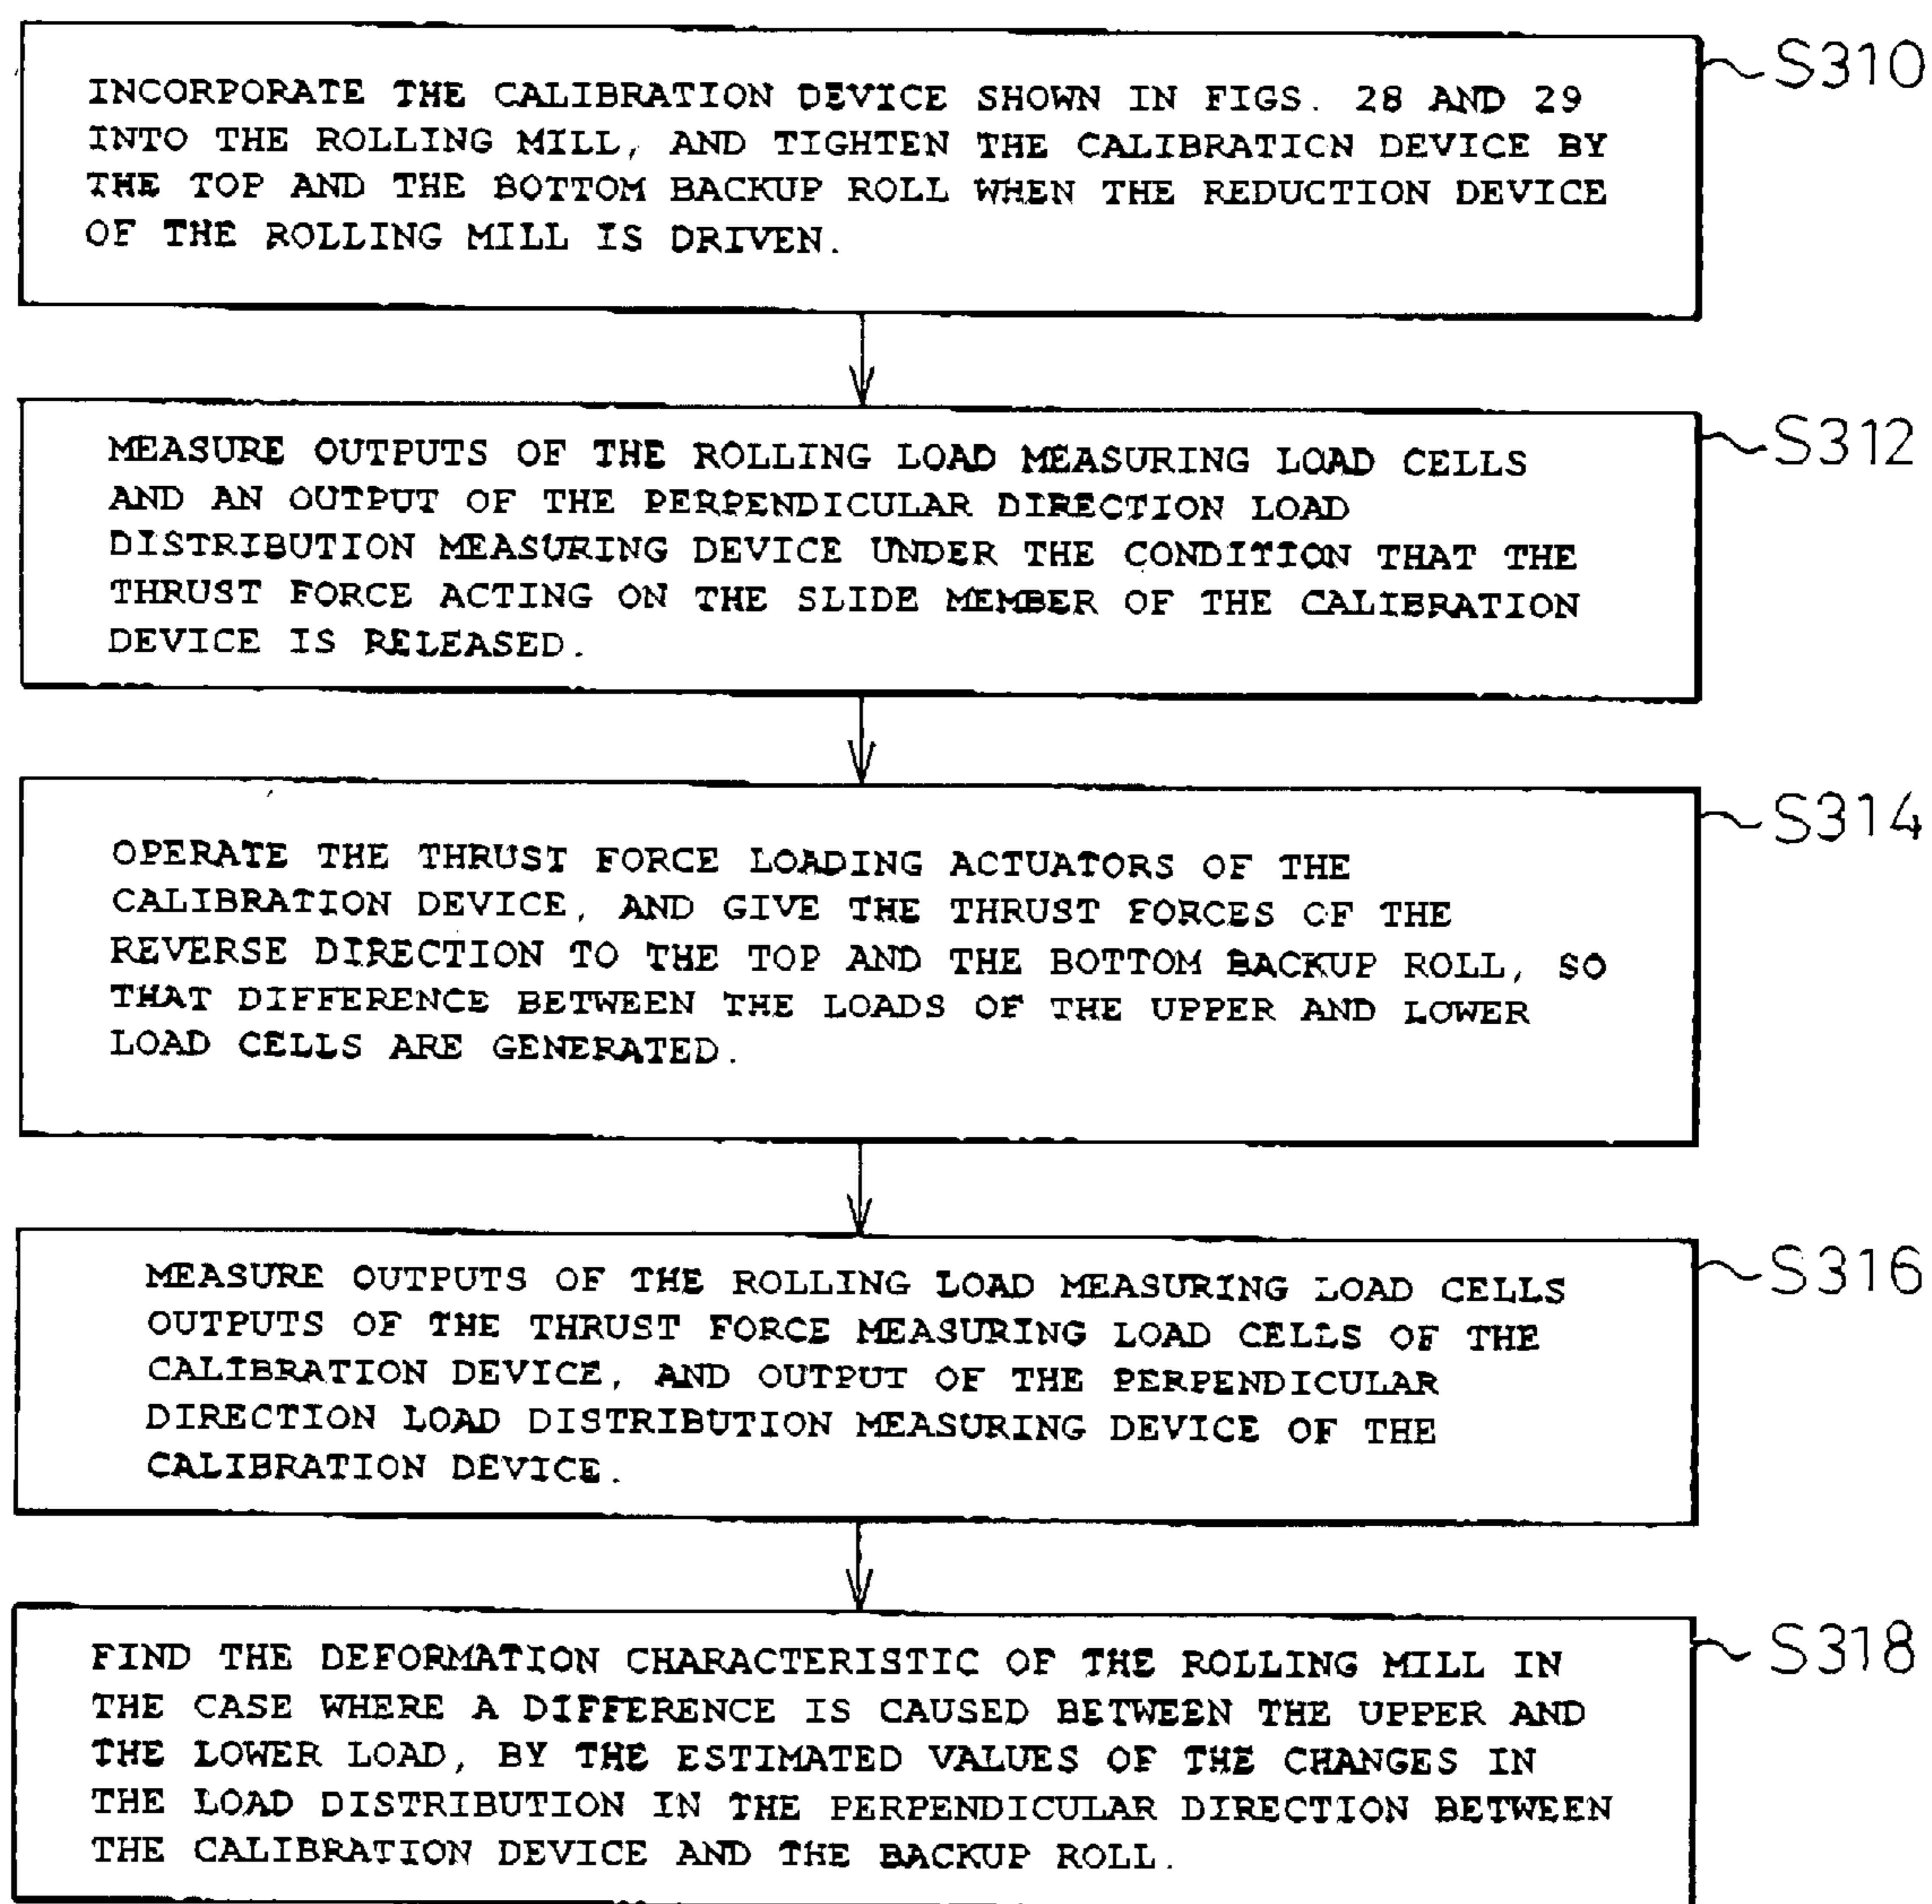 INCORPORATE THE CALIBRATION DEVICE SHOWN IN FIGS. 28 AND 29
INTO THE ROLLING MILL, AND TIGHTEN THE CALIBRATION DEVICE BY
THE TOP AND THE BOTTOM BACKUP ROLL WHEN THE REDUCTION DEVICE
OF THE ROLLING MILL IS DRIVEN.
S310
MEASURE OUTPUTS OF THE ROLLING LOAD MEASURING LOAD CELLS
AND AN OUTPUT OF THE PERPENDICULAR DIRECTION LOAD
DISTRIBUTION MEASURING DEVICE UNDER THE CONDITION THAT THE
THRUST FORCE ACTING ON THE SLIDE MEMBER OF THE CALIBRATION
DEVICE IS RELEASED.
S312
OPERATE THE THRUST FORCE LOADING ACTUATORS OF THE
CALIBRATION DEVICE, AND GIVE THE THRUST FORCES OF THE
REVERSE DIRECTION TO THE TOP AND THE BOTTOM BACKUP ROLL, SO
THAT DIFFERENCE BETWEEN THE LOADS OF THE UPPER AND LOWER
LOAD CELLS ARE GENERATED.
S314
MEASURE OUTPUTS OF THE ROLLING LOAD MEASURING LOAD CELLS
OUTPUTS OF THE THRUST FORCE MEASURING LOAD CELLS OF THE
CALIBRATION DEVICE, AND OUTPUT OF THE PERPENDICULAR
DIRECTION LOAD DISTRIBUTION MEASURING DEVICE OF THE
CALIBRATION DEVICE.
S316
FIND THE DEFORMATION CHARACTERISTIC OF THE ROLLING MILL IN
THE CASE WHERE A DIFFERENCE IS CAUSED BETWEEN THE UPPER AND
THE LOWER LOAD, BY THE ESTIMATED VALUES OF THE CHANGES IN
THE LOAD DISTRIBUTION IN THE PERPENDICULAR DIRECTION BETWEEN
THE CALIBRATION DEVICE AND THE BACKUP ROLL.
S318